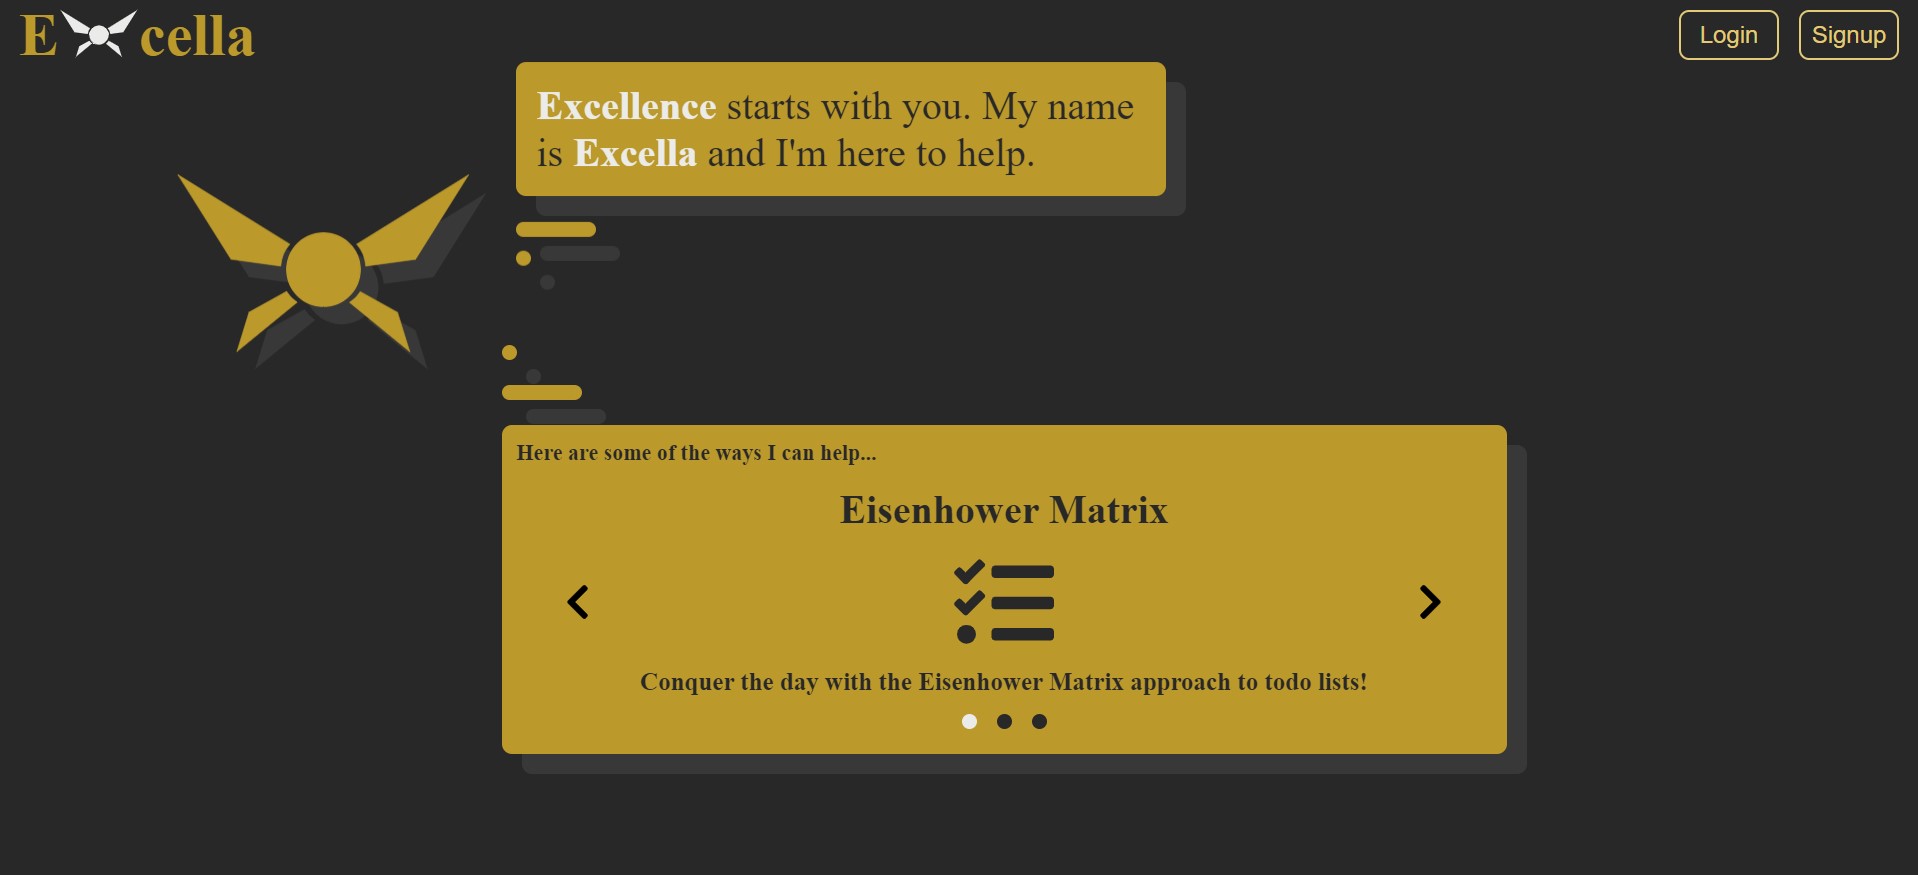 E cella
Login
Signup
Excellence starts with you. My name
is Excella and I'm here to help.
Here are some of the ways I can help...
Eisenhower Matrix
Conquer the day with the Eisenhower Matrix approach to todo lists!